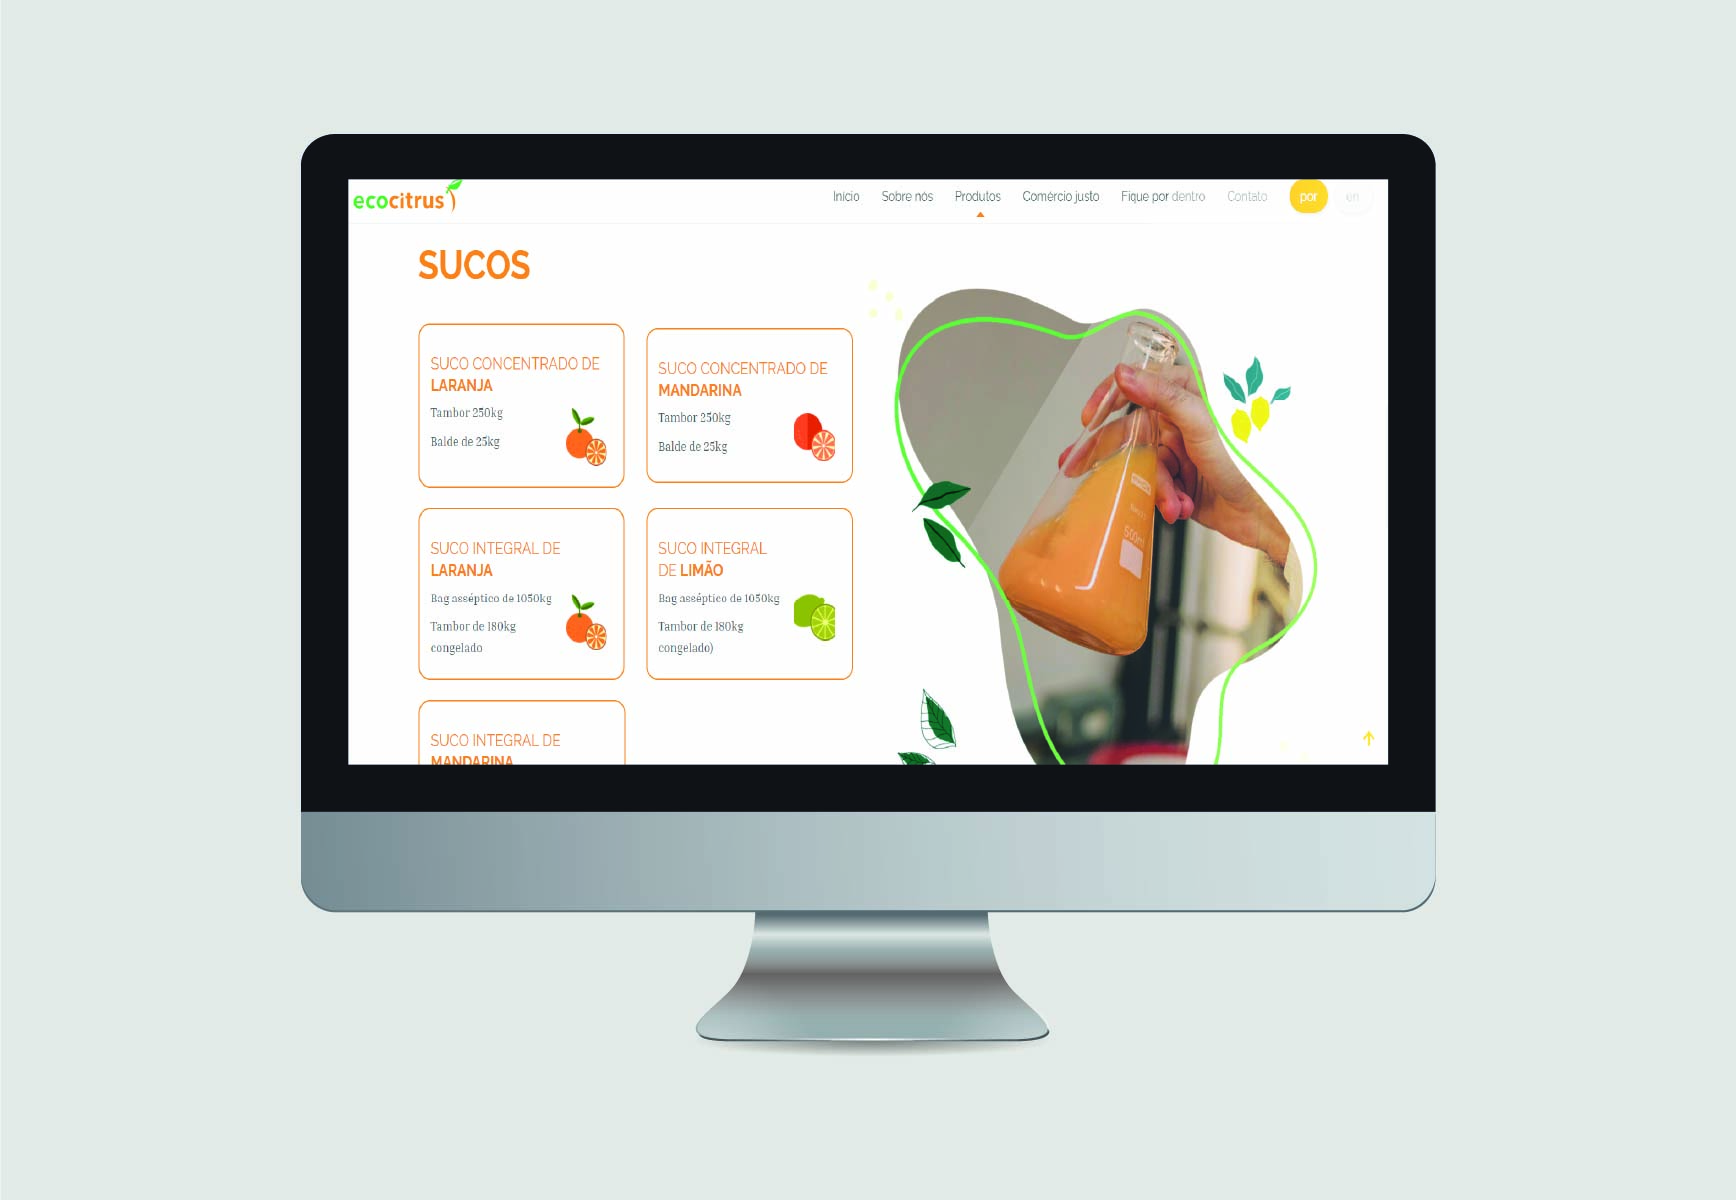 ecocitrus
Início Sobre nós Produtos Comércio justo Fique por dentro Contato por en
SUCOS
SUCO CONCENTRADO DE
LARANJA
Tambor 250kg
Balde de 25kg
SUCO CONCENTRADO DE
MANDARINA
Tambor 250kg
Balde de 25kg
SUCO INTEGRAL DE
LARANJA
Bag asséptico de 1050kg
Tambor de 180kg
congelado
SUCO INTEGRAL
DE LIMÃO
Bag asséptico de 1050kg
Tambor de 180kg
congelado)
SUCO INTEGRAL DE
MANDARINA
500ml